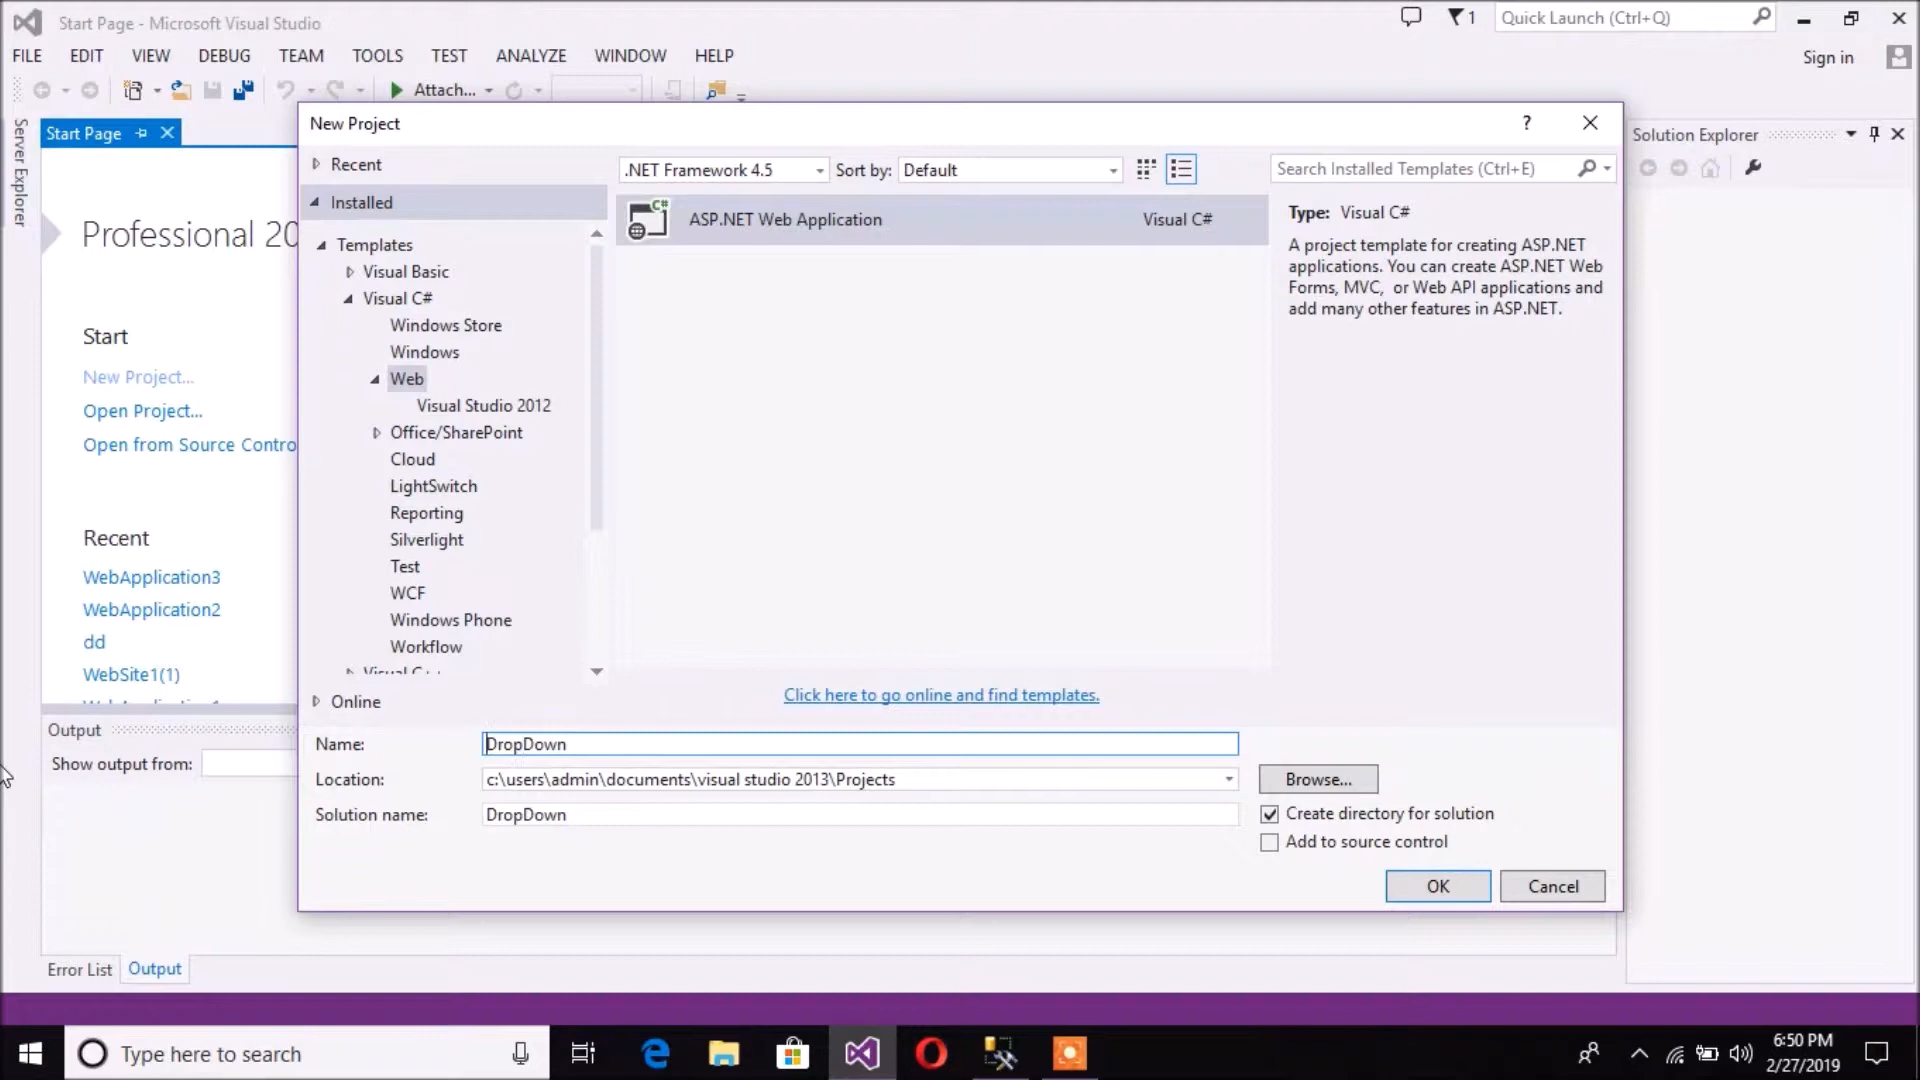 Start Page - Microsoft Visual Studio
1
Quick Launch (Ctrl+Q)
FILE EDIT VIEW DEBUG TEAM TOOLS TEST ANALYZE WINDOW HELP
Sign in
Attach...
Server Explorer
Start Page
Professional 20
Start
New Project...
Open Project...
Open from Source Contro
Recent
WebApplication3
WebApplication2
dd
WebSite1(1)
Output
Show output from:
Error List
Output
New Project
?
Recent
Installed
Templates
Visual Basic
Visual C#
Windows Store
Windows
Web
Visual Studio 2012
Office/SharePoint
Cloud
LightSwitch
Reporting
Silverlight
Test
WCF
Windows Phone
Workflow
Online
.NET Framework 4.5
Sort by: Default
Search Installed Templates (Ctrl+E)
C#
ASP.NET Web Application
Visual C#
Type: Visual C#
A project template for creating ASP.NET
applications. You can create ASP.NET Web
Forms, MVC, or Web API applications and
add many other features in ASP.NET.
Click here to go online and find templates.
Name: DropDown
Location: c:\users\admin\documents\visual studio 2013\Projects
Browse...
Solution name: DropDown
Create directory for solution
Add to source control
OK
Cancel
Solution Explorer
Type here to search
6:50 PM
2/27/2019